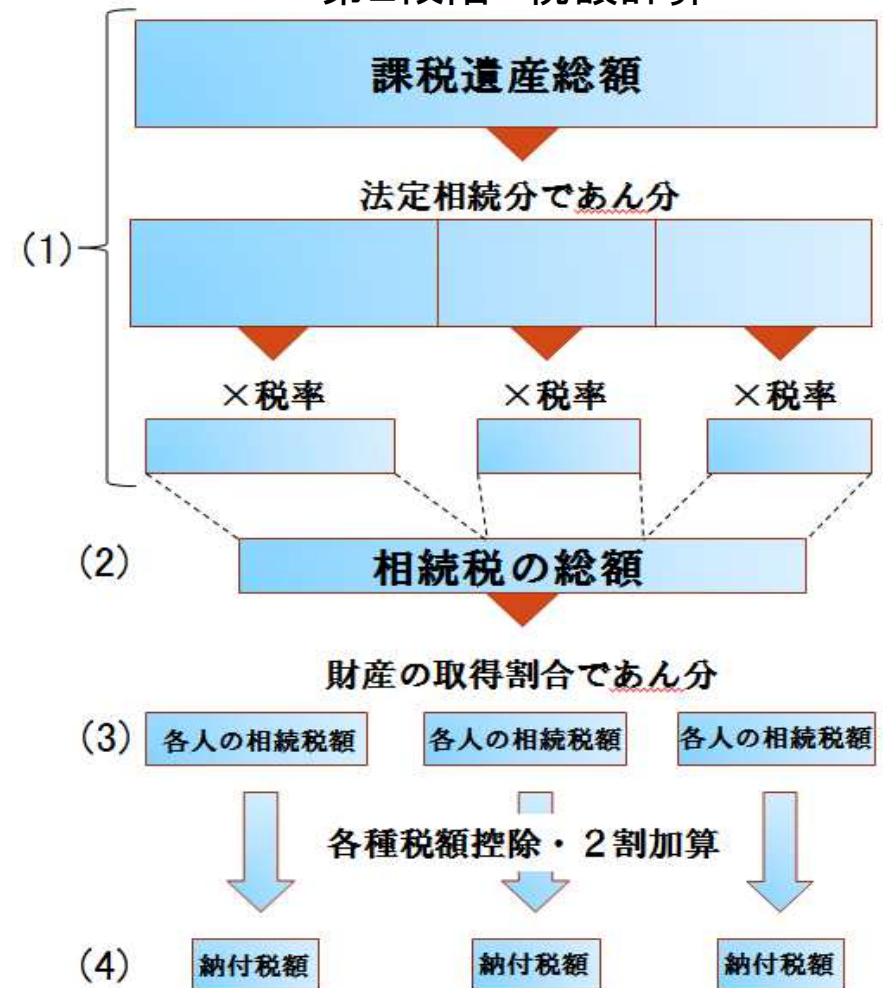 課税遺産総額
法定相続分であん分
(1)
×税率 ×税率 ×税率
(2) 相続税の総額
財産の取得割合であん分
(3) 各人の相続税額 各人の相続税額 各人の相続税額
各種税額控除・2割加算
(4) 納付税額 納付税額 納付税額